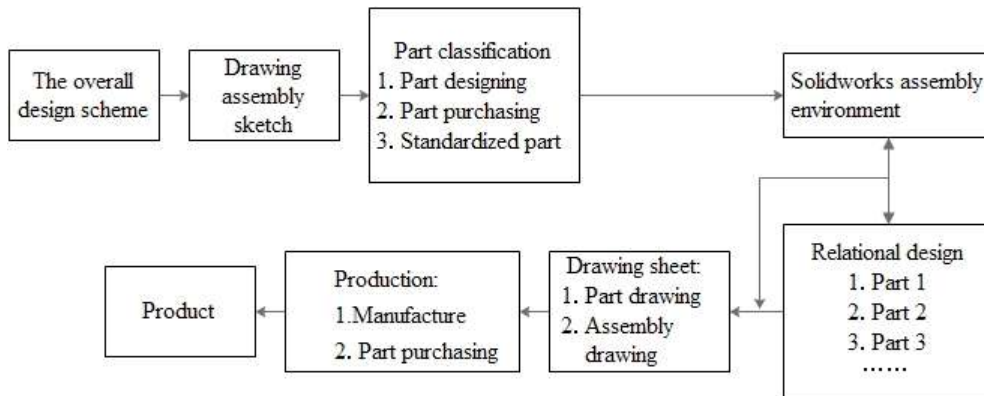 The overall
design scheme
Drawing
assembly
sketch
Part classification
1. Part designing
2. Part purchasing
3. Standardized part
Solidworks assembly
environment
Relational design
1. Part 1
2. Part 2
3. Part 3
……
Drawing sheet:
1. Part drawing
2. Assembly
drawing
Production:
1.Manufacture
2. Part purchasing
Product